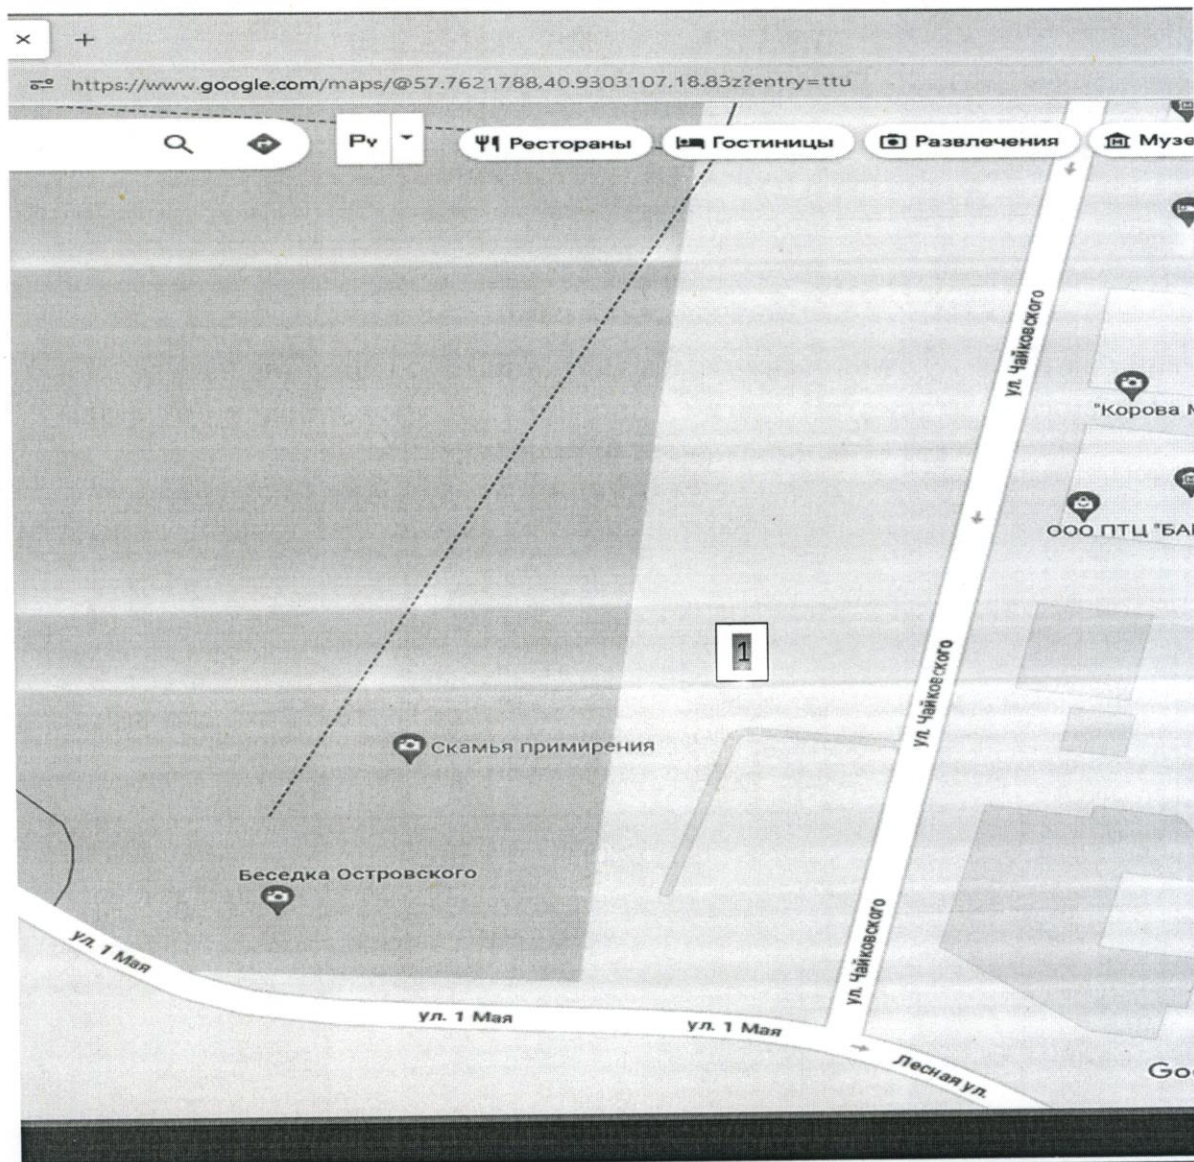 https://www.google.com/maps/@57.7621788,40.9303107,18.83z?entry=ttu
Ру
Рестораны
Гостиницы
Развлечения
Музе
ул. Чайковского
"Корова М
ООО ПТЦ "БА
1
ул. Чайковского
Скамья примирения
Беседка Островского
ул. Чайковского
ул. 1 Мая
ул. 1 Мая
ул. 1 Мая
Лесная ул.
Goo